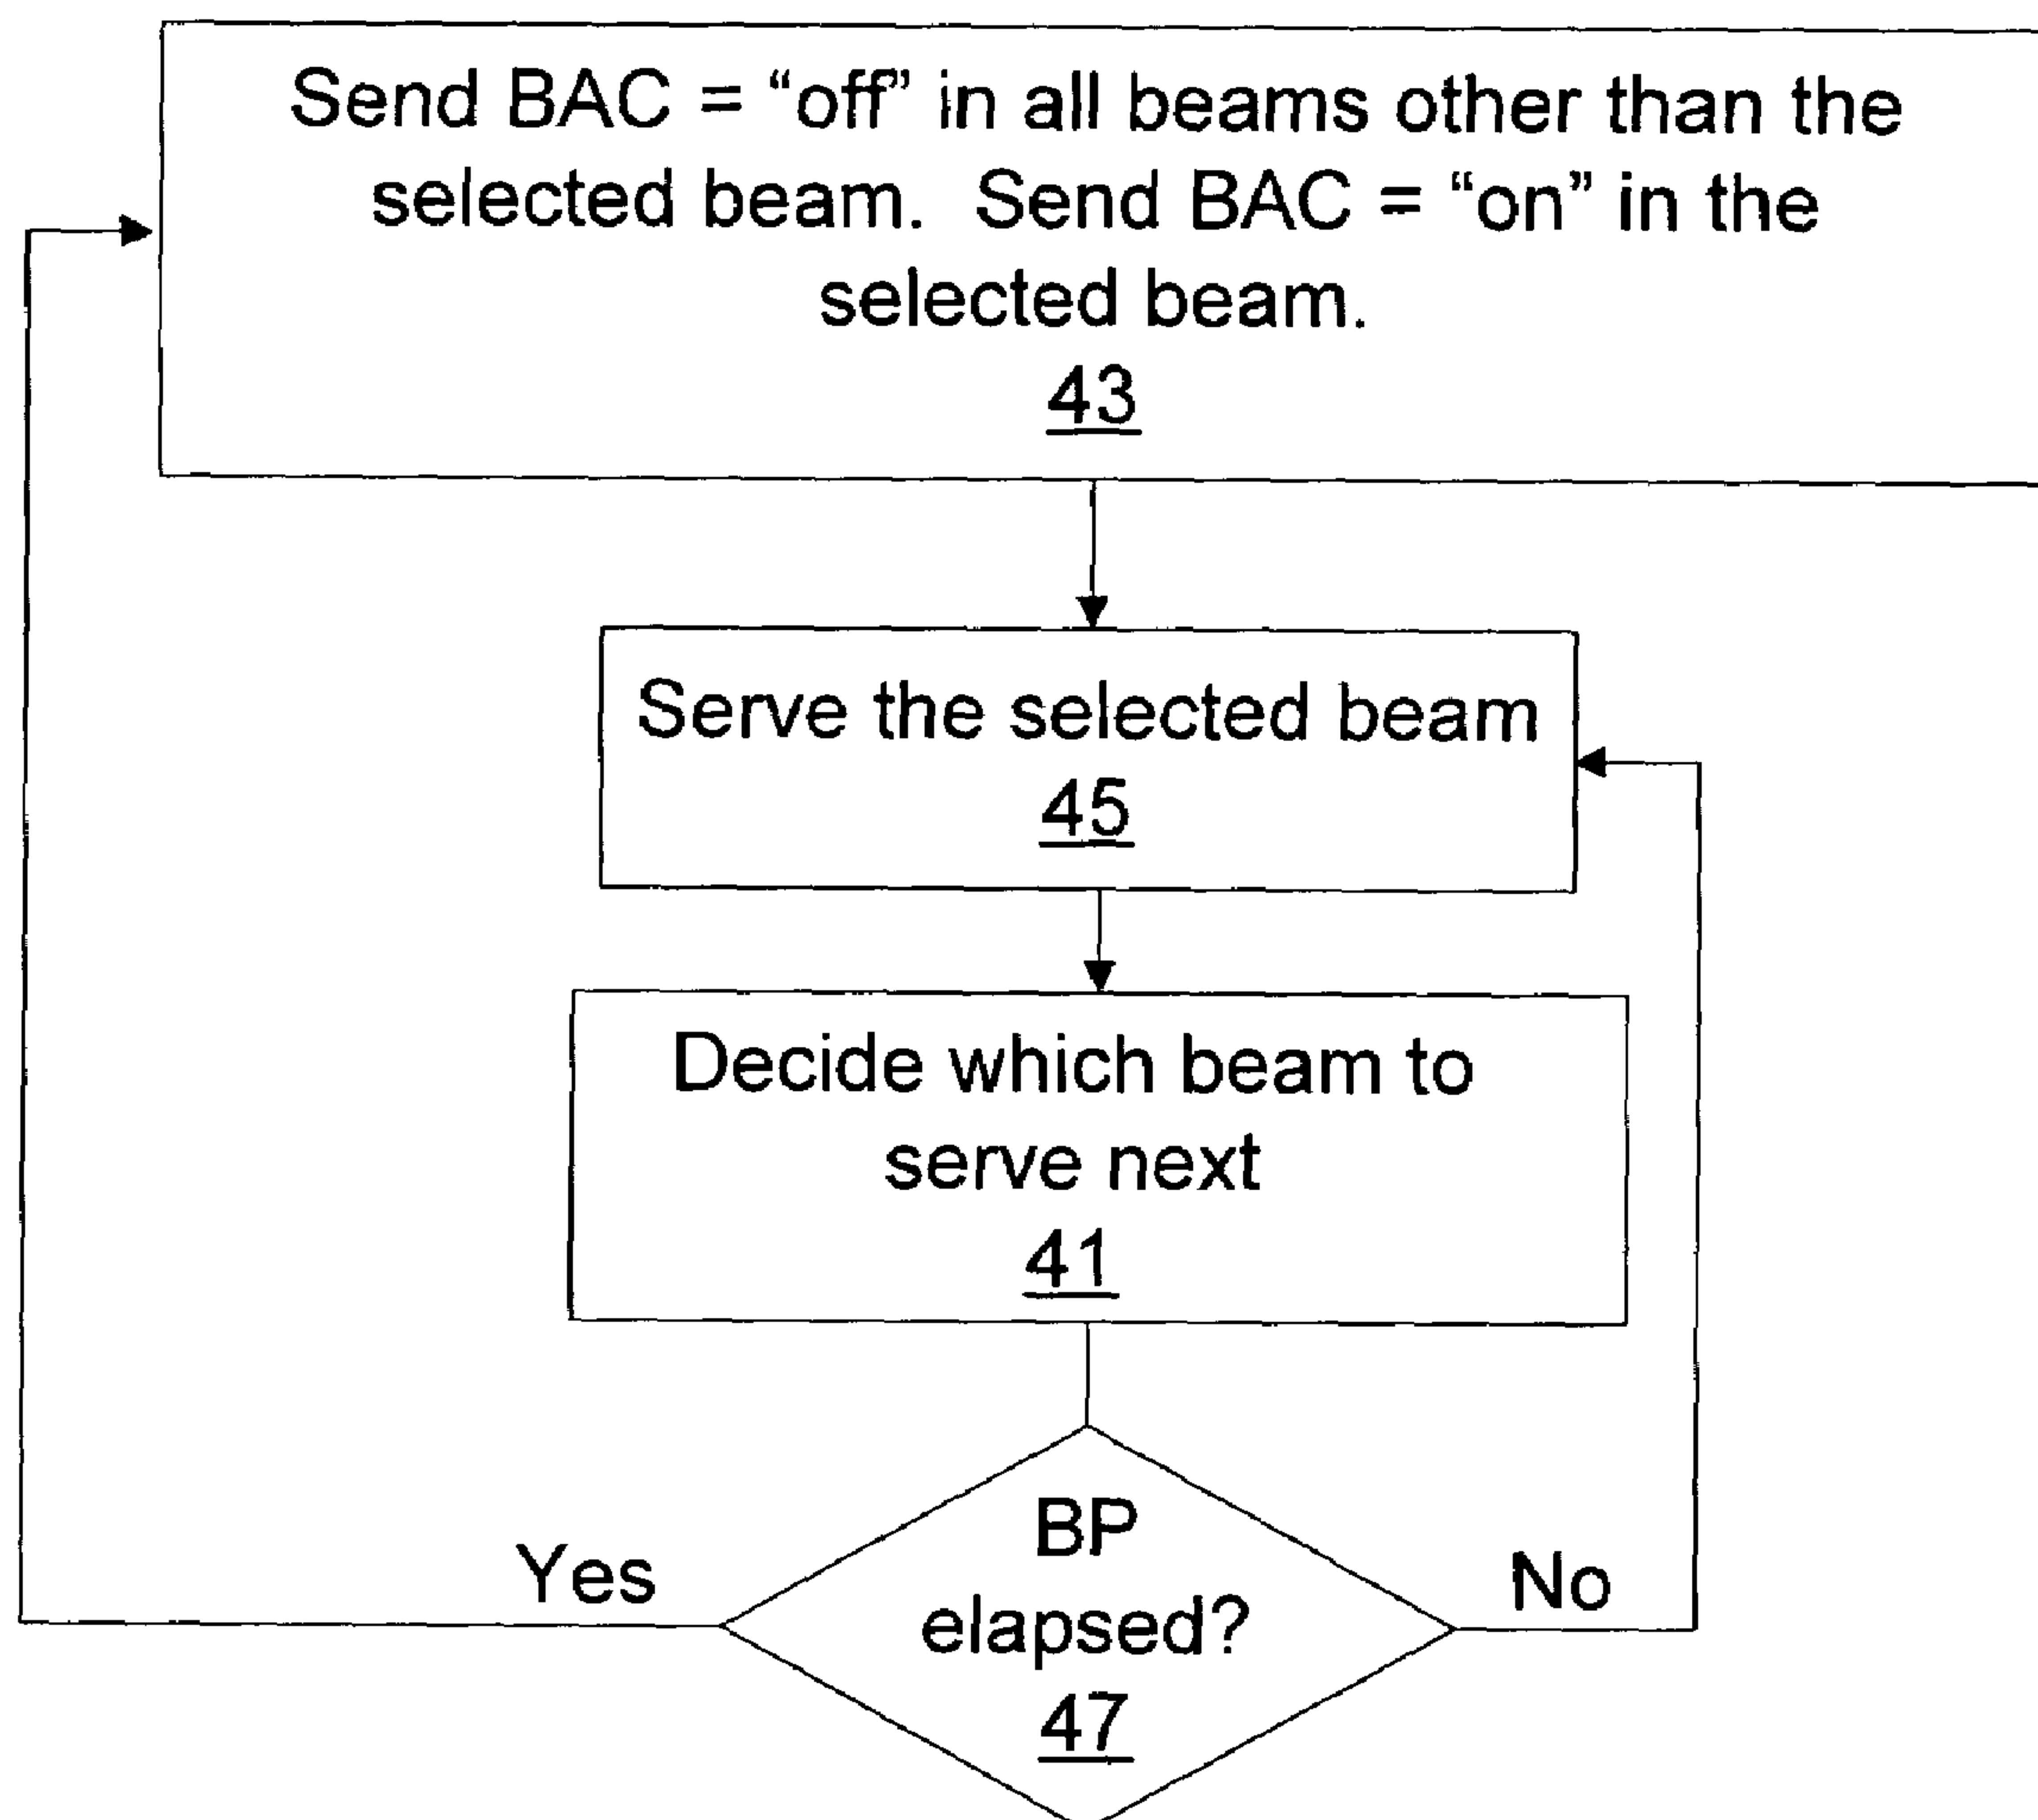 Send BAC = “off” in all beams other than the
selected beam.  Send BAC = “on” in the
selected beam.
43
Serve the selected beam
45
Decide which beam to
serve next
41
BP
elapsed?
47
Yes
No